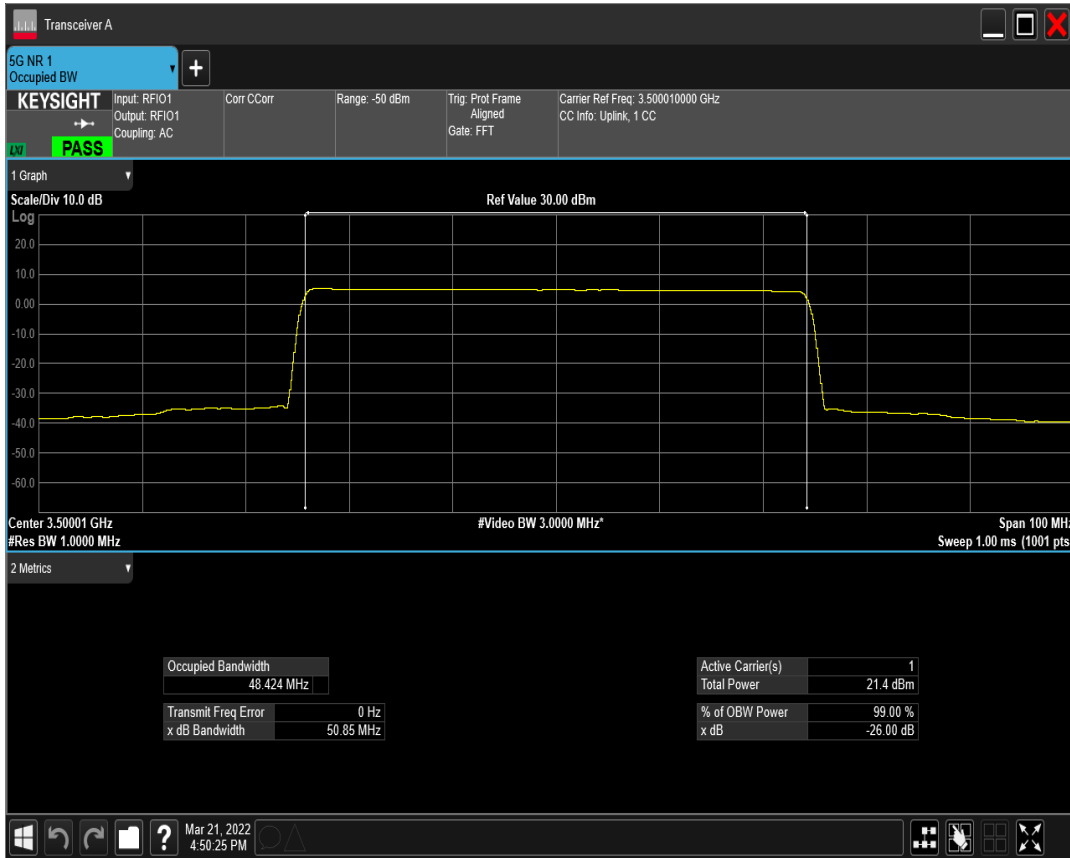 Transceiver A
5G NR 1
Occupied BW
KEYSIGHT
LXI
PASS
Input: RFIO1
Output: RFIO1
Coupling: AC
Corr CCorr
Range: -50 dBm
Trig: Prot Frame
Aligned
Gate: FFT
Carrier Ref Freq: 3.500010000 GHz
CC Info: Uplink, 1 CC
1 Graph
Scale/Div 10.0 dB
Ref Value 30.00 dBm
Log
20.0
10.0
0.00
-10.0
-20.0
-30.0
-40.0
-50.0
-60.0
Center 3.50001 GHz
#Video BW 3.0000 MHz*
Span 100 MHz
#Res BW 1.0000 MHz
Sweep 1.00 ms (1001 pts
2 Metrics
Occupied Bandwidth
48.424 MHz
Transmit Freq Error 0 Hz
x dB Bandwidth 50.85 MHz
Active Carrier(s) 1
Total Power 21.4 dBm
% of OBW Power 99.00 %
x dB -26.00 dB
?
Mar 21, 2022
4:50:25 PM